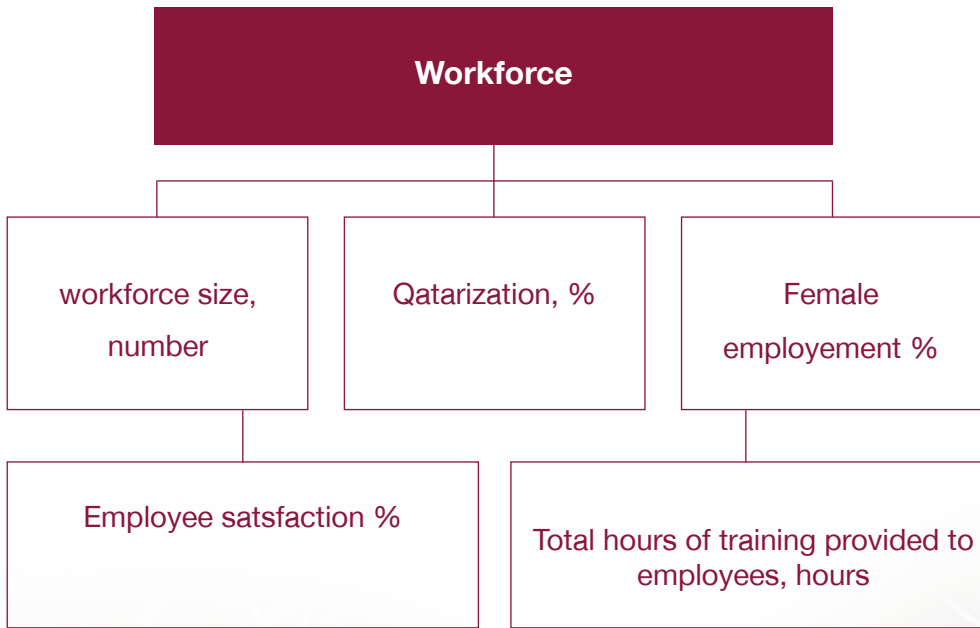 Workforce
workforce size,
number
Qatarization, %
Female
employement %
Employee satsfaction %
Total hours of training provided to
employees, hours